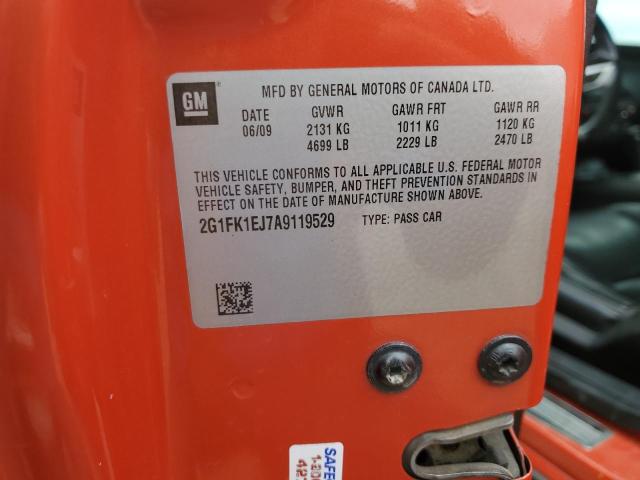 GM
MFD BY GENERAL MOTORS OF CANADA LTD.
DATE GVWR GAWR FRT GAWR RR
06/09 2131 KG 1011 KG 1120 KG
4699 LB 2229 LB 2470 LB
THIS VEHICLE CONFORMS TO ALL APPLICABLE U.S. FEDERAL MOTOR
VEHICLE SAFETY, BUMPER, AND THEFT PREVENTION STANDARDS IN
EFFECT ON THE DATE OF MANUFACTURE SHOWN ABOVE.
2G1FK1EJ7A9119529 TYPE: PASS CAR